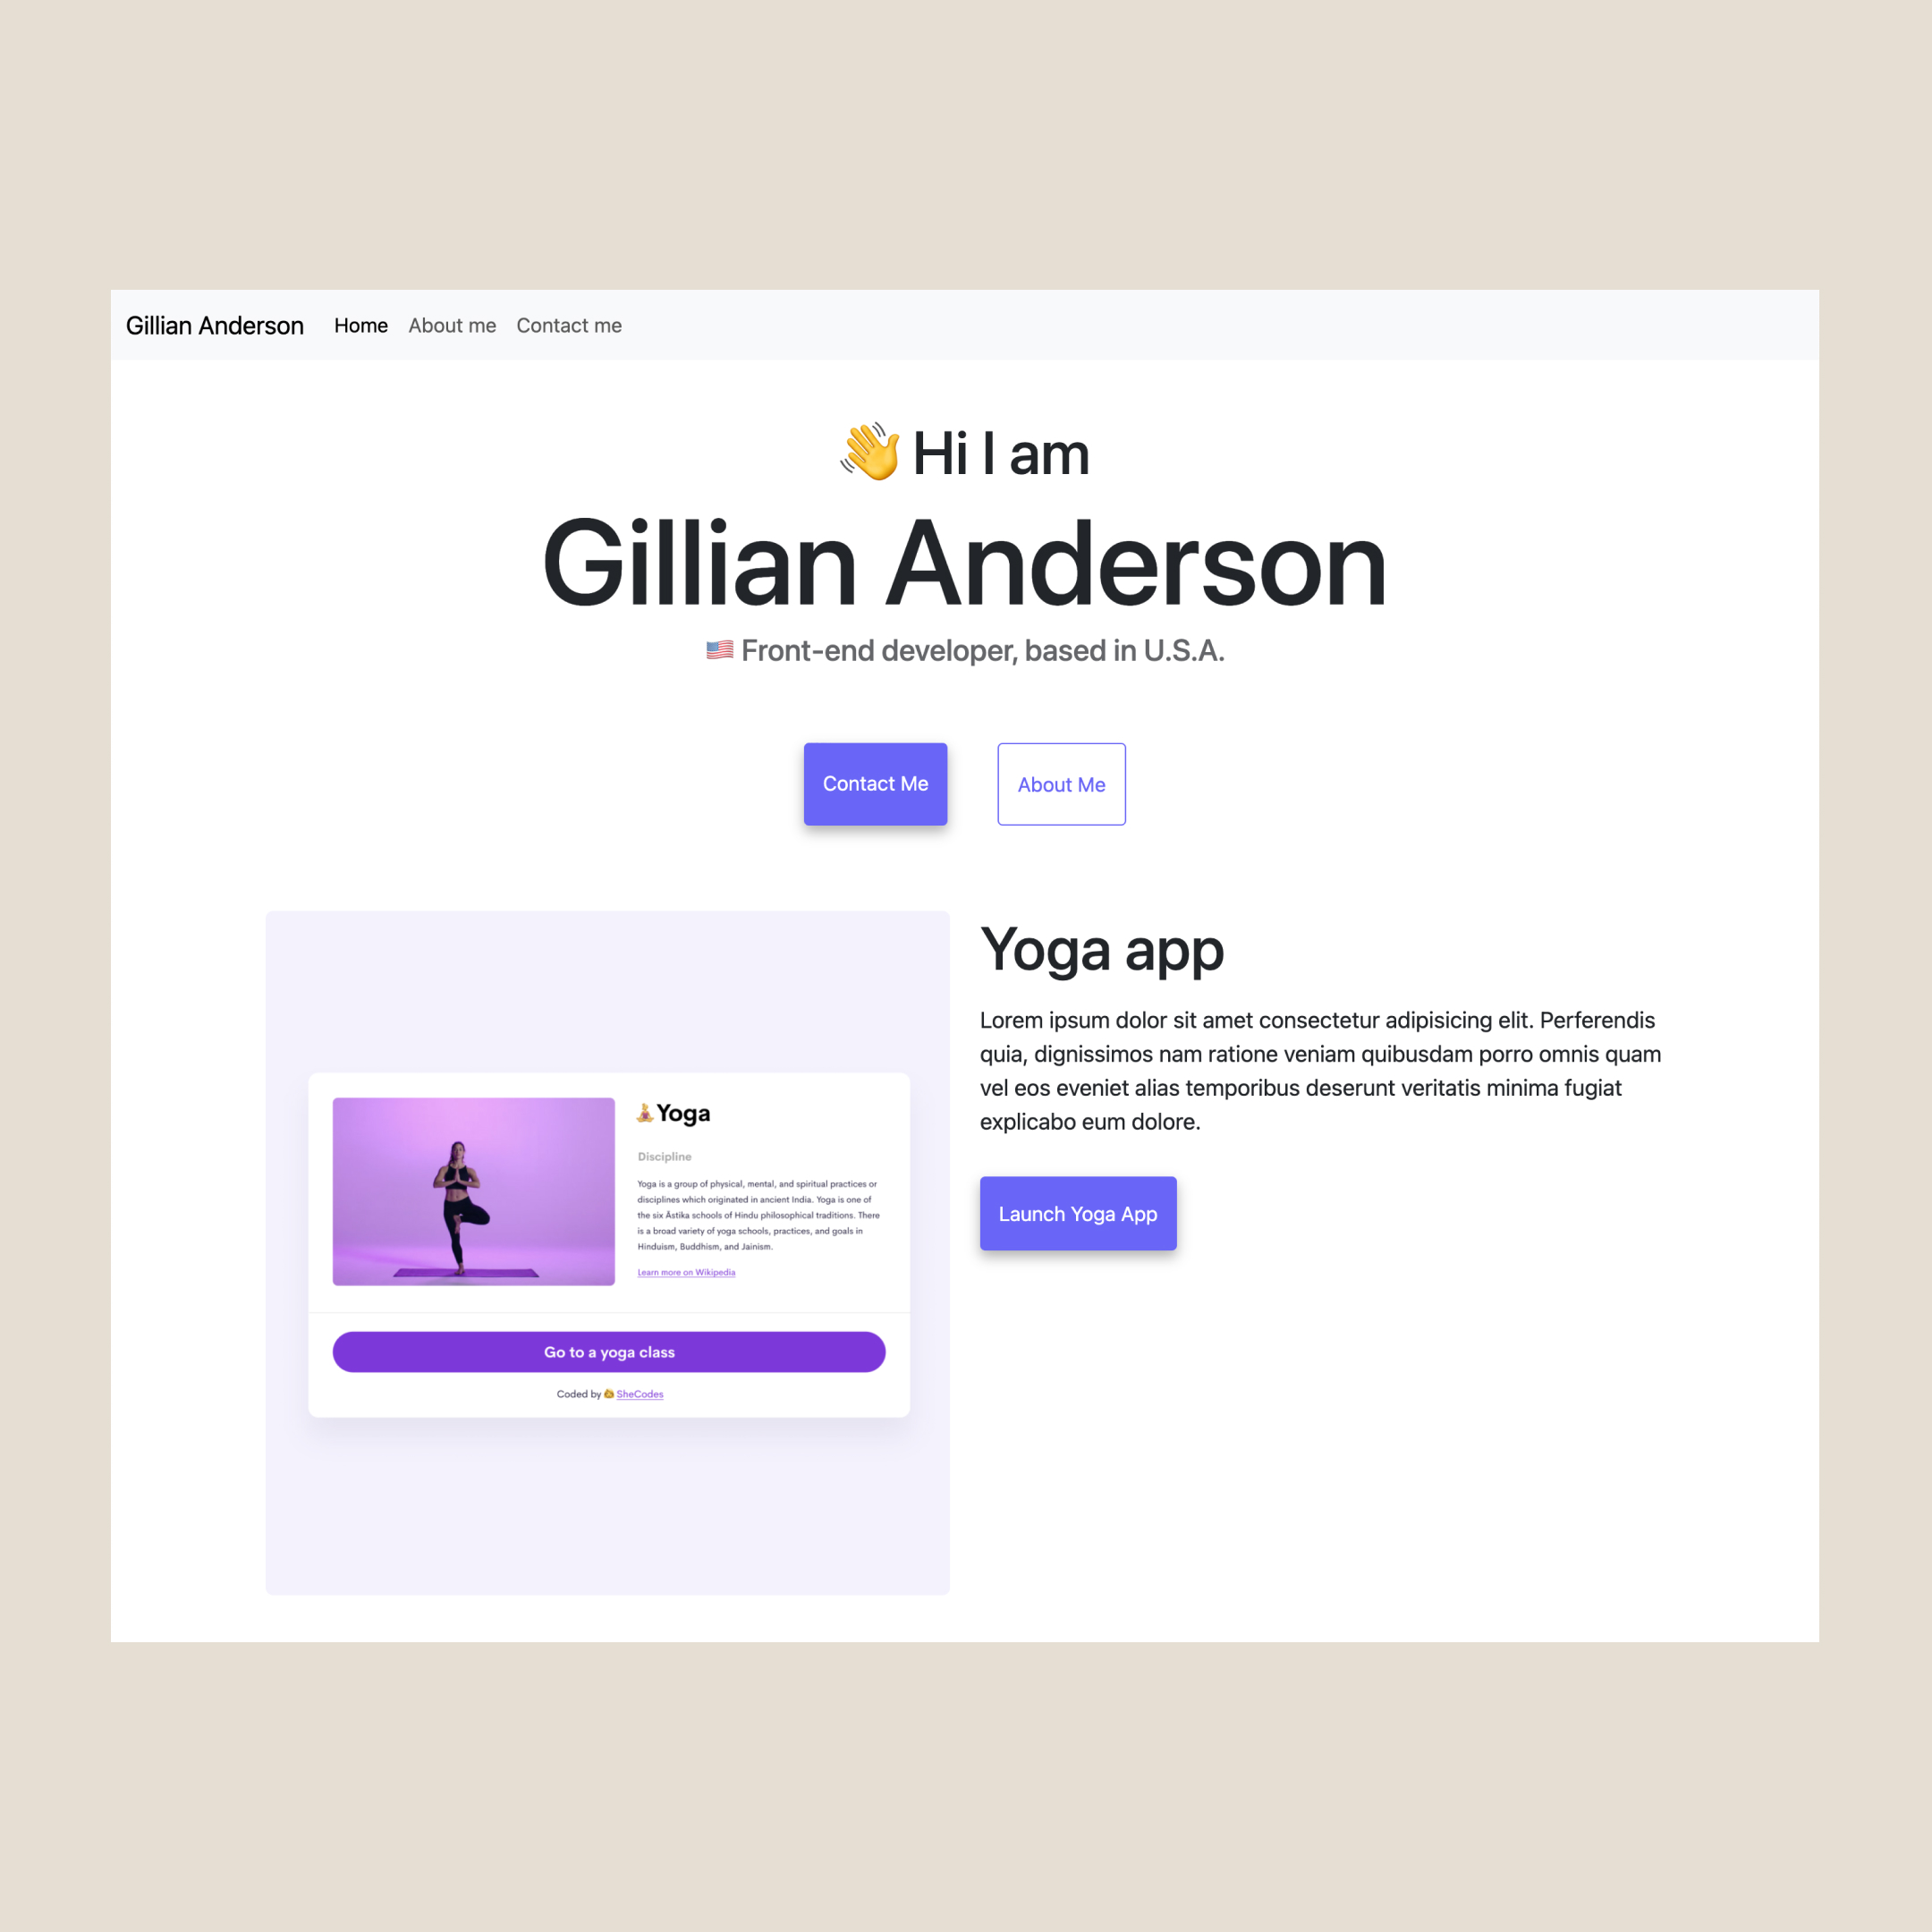 Gillian Anderson Home About me Contact me
👋 Hi I am
Gillian Anderson
🇺🇸 Front-end developer, based in U.S.A.
Contact Me
About Me
🧘Yoga
Discipline
Yoga is a group of physical, mental, and spiritual practices or
disciplines which originated in ancient India. Yoga is one of
the six Āstika schools of Hindu philosophical traditions. There
is a broad variety of yoga schools, practices, and goals in
Hinduism, Buddhism, and Jainism.
Learn more on Wikipedia
Go to a yoga class
Coded by SheCodes
Yoga app
Lorem ipsum dolor sit amet consectetur adipisicing elit. Perferendis
quia, dignissimos nam ratione veniam quibusdam porro omnis quam
vel eos eveniet alias temporibus deserunt veritatis minima fugiat
explicabo eum dolore.
Launch Yoga App